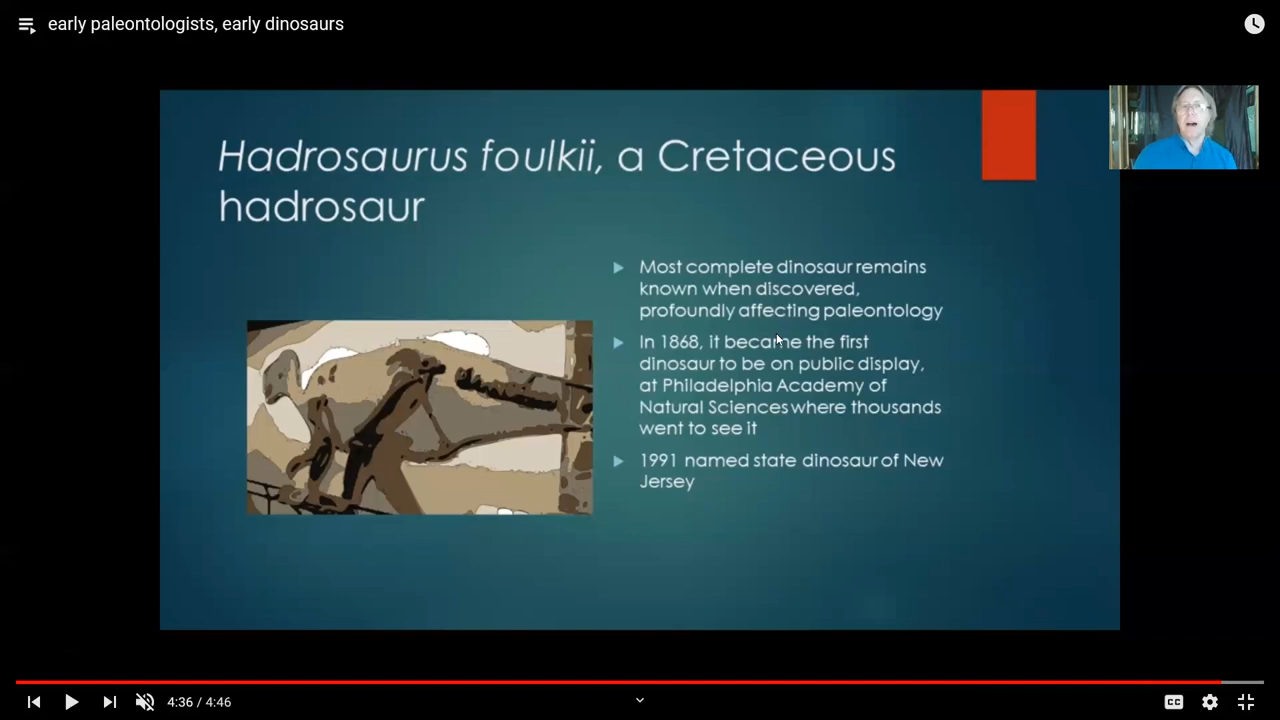 early paleontologists, early dinosaurs
Hadrosaurus foulkii, a Cretaceous
hadrosaur
Most complete dinosaur remains
known when discovered,
profoundly affecting paleontology
In 1868, it became the first
dinosaur to be on public display,
at Philadelphia Academy of
Natural Sciences where thousands
went to see it
1991 named state dinosaur of New
Jersey
4:36 / 4:46
CC